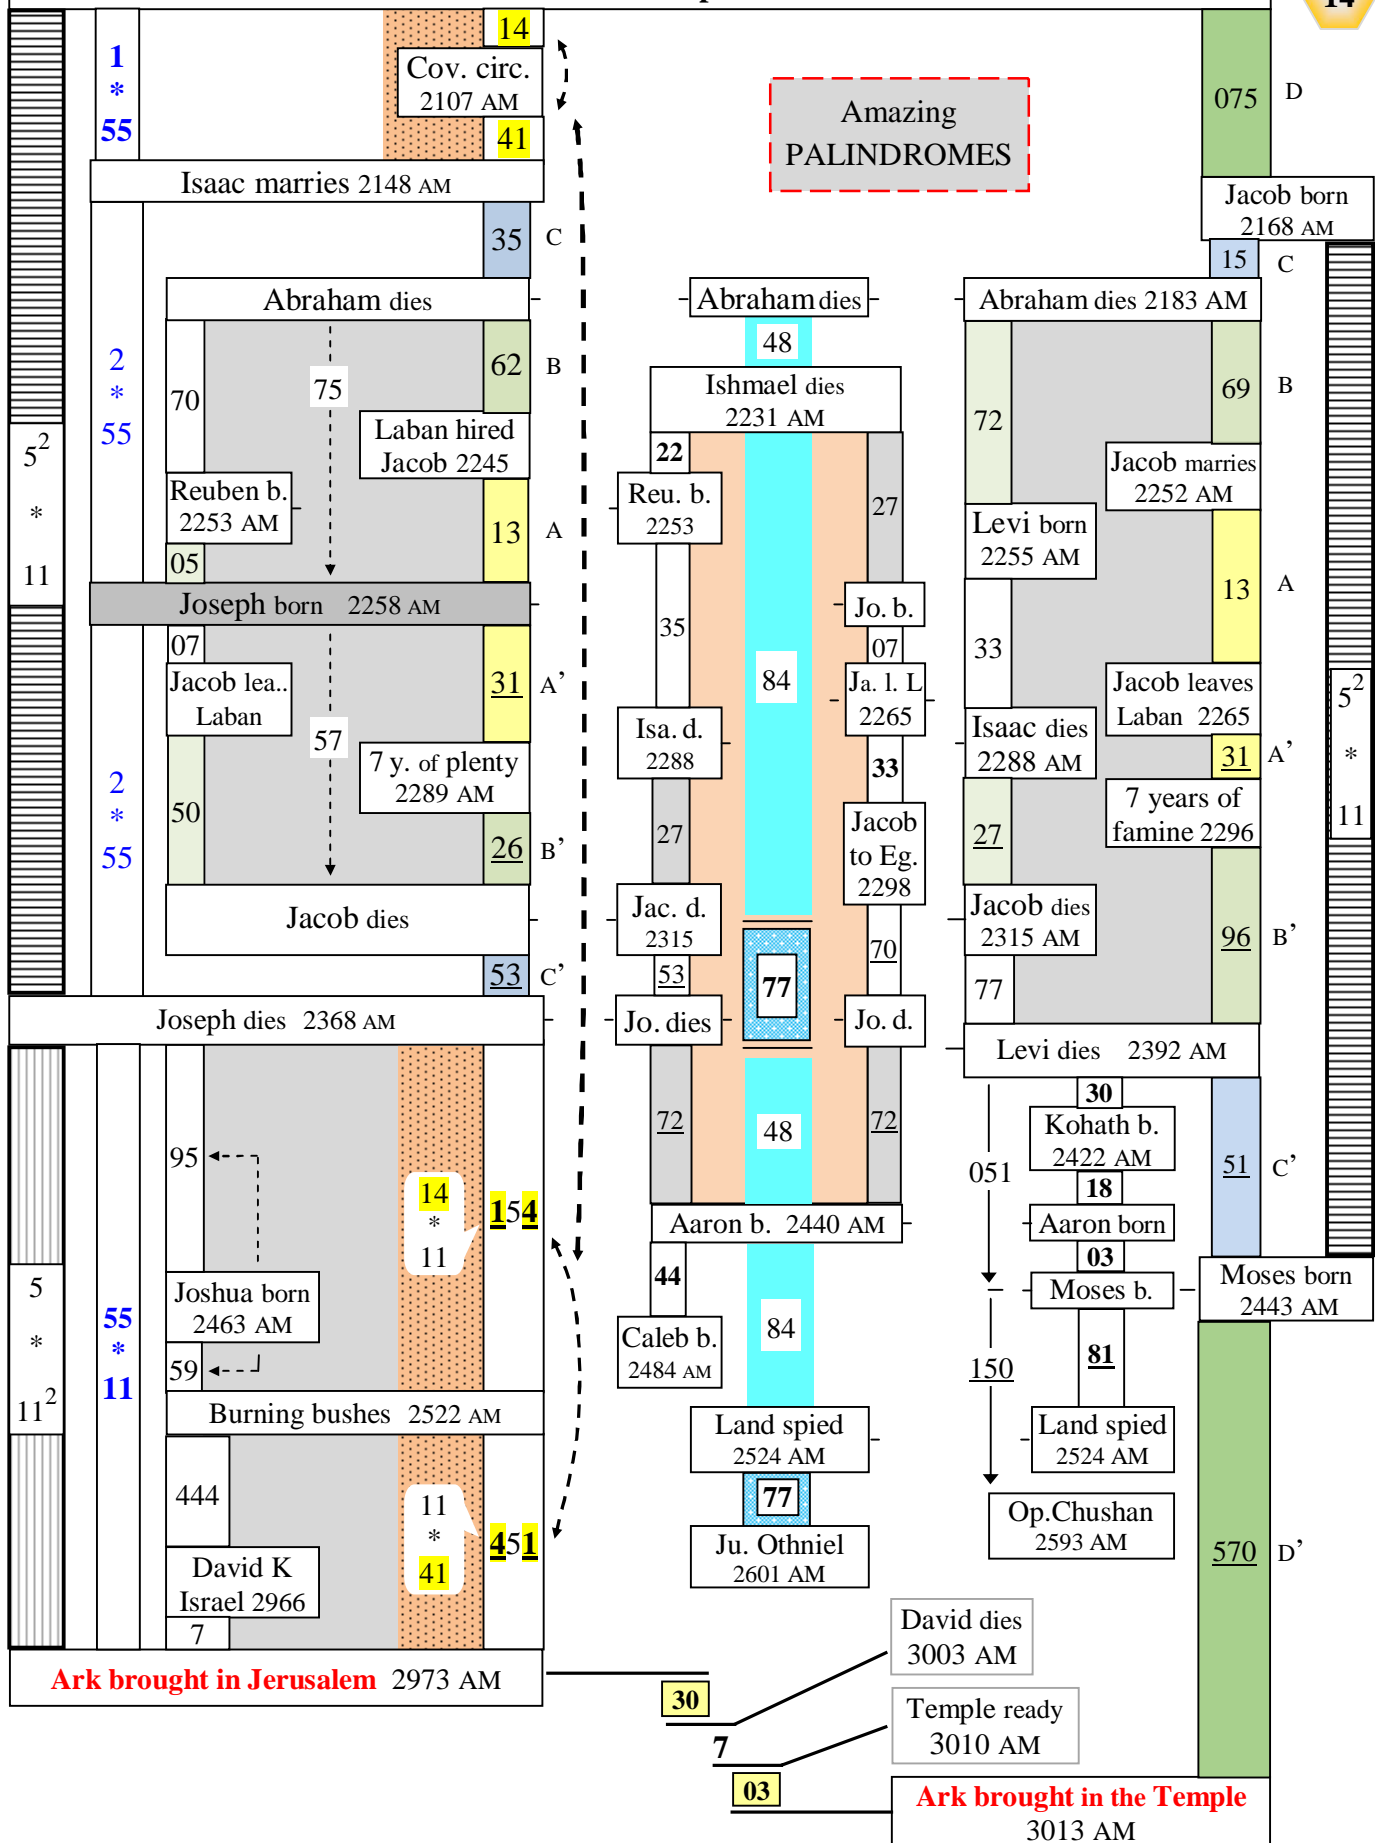 14
1
*
55
14
Cov. circ.
2107 AM
41
Amazing
PALINDROMES
075
D
Isaac marries 2148 AM
Jacob born
2168 AM
35
C
15
C
Abraham dies
Abraham dies
Abraham dies 2183 AM
2
*
55
70
75
62
B
48
Ishmael dies
2231 AM
72
69
B
Laban hired
Jacob 2245
5²
*
11
22
27
Jacob marries
2252 AM
Reuben b.
2253 AM
Reu. b.
2253
Levi born
2255 AM
13
A
13
A
05
Joseph born 2258 AM
Jo. b.
35
07
33
07
Jacob lea..
Laban
31
A’
84
Ja. l. L
2265
Jacob leaves
Laban 2265
5²
*
11
57
Isa. d.
2288
Isaac dies
2288 AM
31
A’
7 y. of plenty
2289 AM
33
7 years of
famine 2296
2
*
55
50
26
B’
27
Jacob
to Eg.
2298
27
Jacob dies
Jac. d.
2315
Jacob dies
2315 AM
96
B’
53
C’
53
77
70
77
Joseph dies 2368 AM
Jo. dies
Jo. d.
Levi dies 2392 AM
95
72
48
72
30
Kohath b.
2422 AM
051
51
C’
14
*
11
154
18
Aaron b. 2440 AM
Aaron born
03
5
*
11²
55
*
11
Joshua born
2463 AM
44
Moses b.
Moses born
2443 AM
84
Caleb b.
2484 AM
59
150
81
Burning bushes 2522 AM
Land spied
2524 AM
Land spied
2524 AM
444
11
*
41
451
77
Op.Chushan
2593 AM
Ju. Othniel
2601 AM
570
D’
David K
Israel 2966
7
David dies
3003 AM
Ark brought in Jerusalem 2973 AM
30
Temple ready
3010 AM
7
03
Ark brought in the Temple
3013 AM